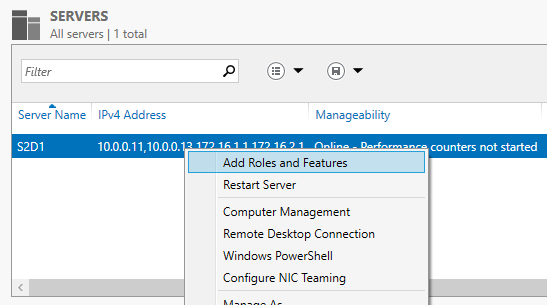 SERVERS
All servers | 1 total
Filter
Server Name IPv4 Address Manageability
S2D1 10.0.0.11,10.0.0.13,172.16.1.1,172.16.2.1 Online - Performance counters not started
Add Roles and Features
Restart Server
Computer Management
Remote Desktop Connection
Windows PowerShell
Configure NIC Teaming
Manage As